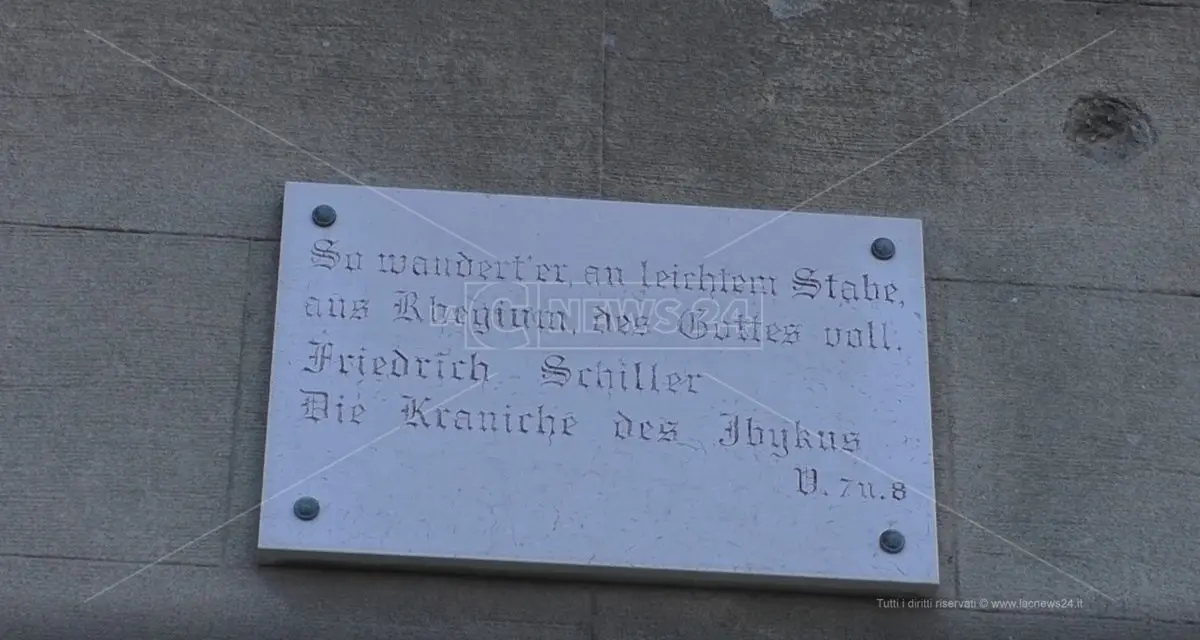 So wandert'er, an leichtem Stabe,
aus Rhegium, des Gottes voll.
Friedrich Schiller
Die Kraniche des Ibykus
V. 7 u. 8
LC NEWS24
Tutti i diritti riservati © www.lacnews24.it